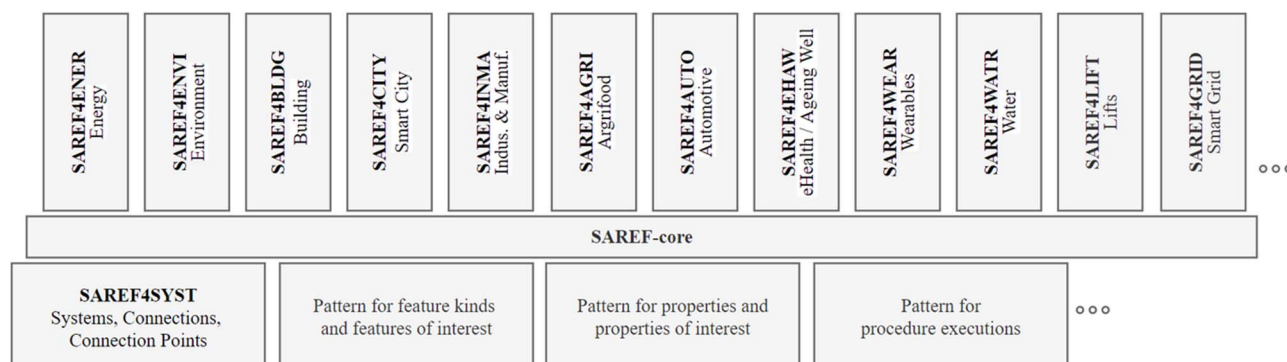 SAREF4ENER
Energy
SAREF4ENVI
Environment
SAREF4BLDG
Building
SAREF4CITY
Smart City
SAREF4INMA
Indus. & Manuf.
SAREF4AGRI
Argrifood
SAREF4AUTO
Automotive
SAREF4EHAW
eHealth / Ageing Well
SAREF4WEAR
Wearables
SAREF4WATR
Water
SAREF4LIFT
Lifts
SAREF4GRID
Smart Grid
SAREF-core
SAREF4SYST
Systems, Connections,
Connection Points
Pattern for feature kinds
and features of interest
Pattern for properties and
properties of interest
Pattern for
procedure executions